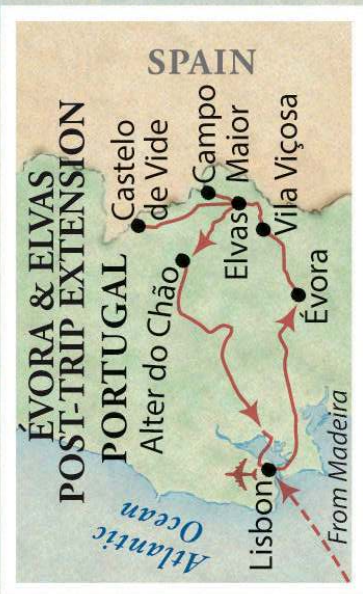 ÉVORA & ELVAS
POST-TRIP EXTENSION
PORTUGAL
SPAIN
Castelo
de Vide
Campo
Maior
Alter do Chão
Elvas
Vila Viçosa
Évora
Lisbon
Atlantic
Ocean
From Madeira